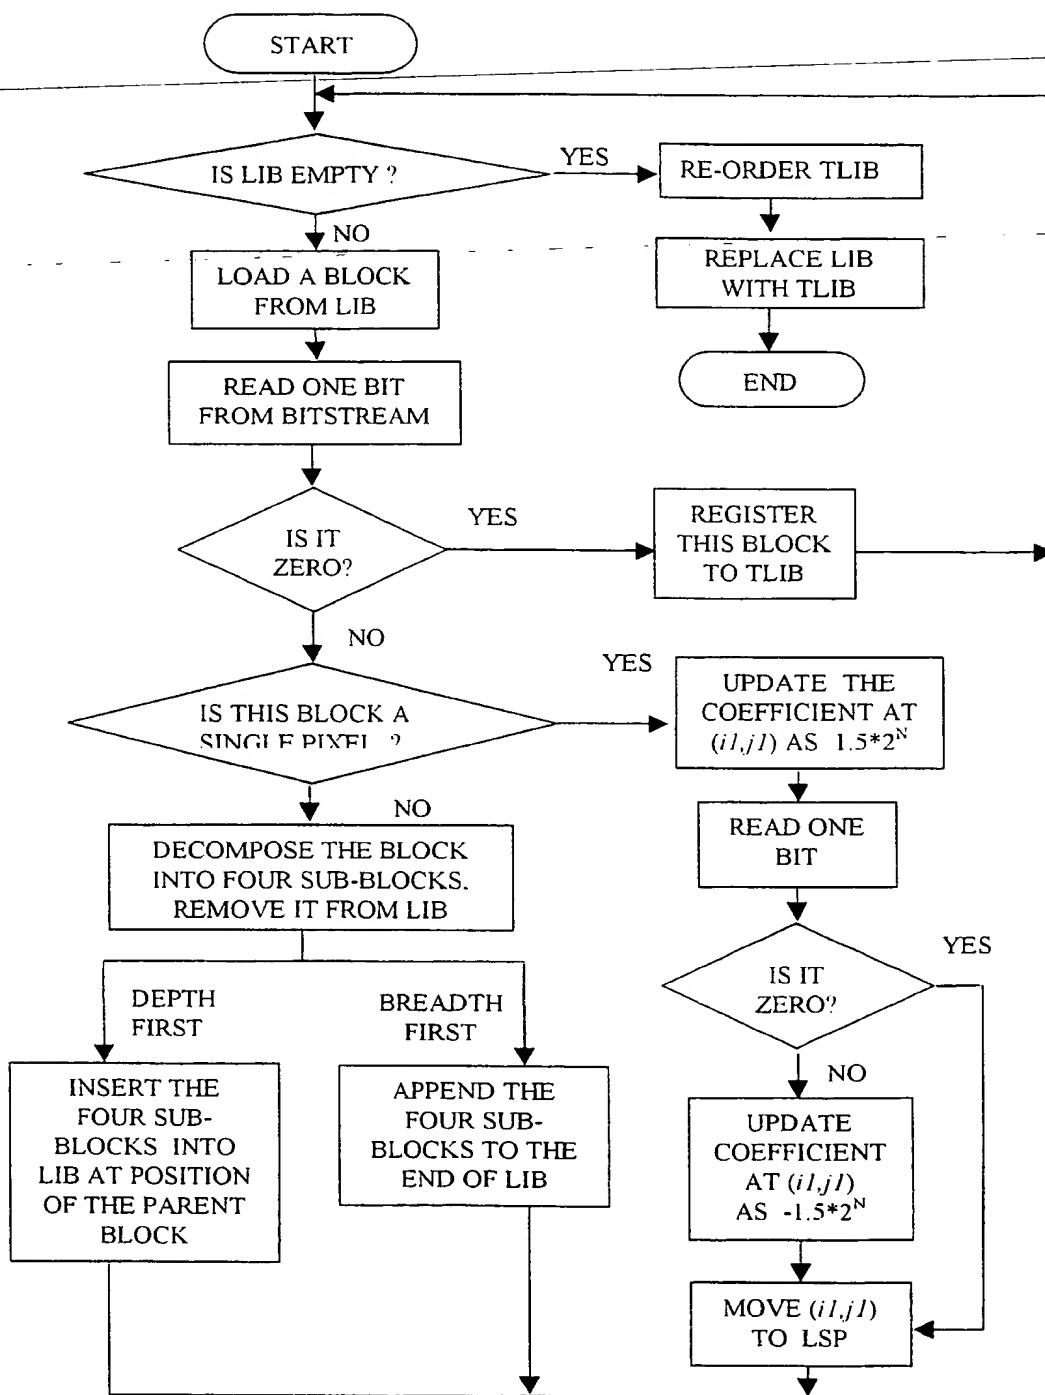 START
IS LIB EMPTY ?
YES
RE-ORDER TLIB
NO
LOAD A BLOCK
FROM LIB
REPLACE LIB
WITH TLIB
READ ONE BIT
FROM BITSTREAM
END
IS IT
ZERO?
YES
REGISTER
THIS BLOCK
TO TLIB
NO
IS THIS BLOCK A
SINGLE PIXEL ?
YES
UPDATE THE
COEFFICIENT AT
(i1,j1) AS 1.5*2^N
NO
DECOMPOSE THE BLOCK
INTO FOUR SUB-BLOCKS.
REMOVE IT FROM LIB
READ ONE
BIT
IS IT
ZERO?
YES
DEPTH
FIRST
BREADTH
FIRST
NO
INSERT THE
FOUR SUB-
BLOCKS INTO
LIB AT POSITION
OF THE PARENT
BLOCK
APPEND THE
FOUR SUB-
BLOCKS TO THE
END OF LIB
UPDATE
COEFFICIENT
AT (i1,j1)
AS -1.5*2^N
MOVE (i1,j1)
TO LSP